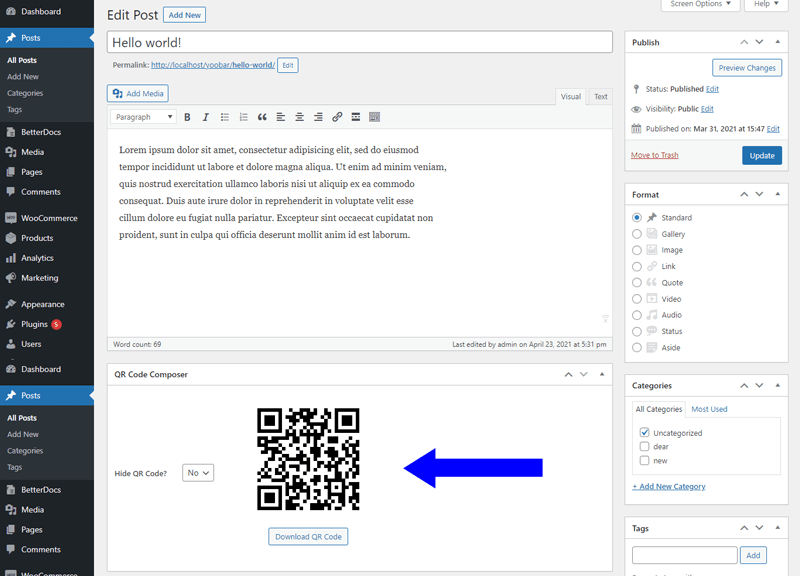 Dashboard
Posts
All Posts
Add New
Categories
Tags
BetterDocs
Media
Pages
Comments
WooCommerce
Products
Analytics
Marketing
Appearance
Plugins 5
Users
Dashboard
Posts
All Posts
Add New
Categories
Tags
BetterDocs
Media
Pages
Comments
WooCommerce
Screen Options
Help
Edit Post
Add New
Hello world!
Permalink: http://localhost/yoobar/hello-world/ Edit
Add Media
Visual Text
Paragraph B I
Lorem ipsum dolor sit amet, consectetur adipisicing elit, sed do eiusmod
tempor incididunt ut labore et dolore magna aliqua. Ut enim ad minim veniam,
quis nostrud exercitation ullamco laboris nisi ut aliquip ex ea commodo
consequat. Duis aute irure dolor in reprehenderit in voluptate velit esse
cillum dolore eu fugiat nulla pariatur. Excepteur sint occaecat cupidatat non
proident, sunt in culpa qui officia deserunt mollit anim id est laborum.
Word count: 69
Last edited by admin on April 23, 2021 at 5:31 pm
QR Code Composer
Hide QR Code? No
Download QR Code
Publish
Preview Changes
Status: Published Edit
Visibility: Public Edit
Published on: Mar 31, 2021 at 15:47 Edit
Move to Trash
Update
Format
Standard
Gallery
Image
Link
Quote
Video
Audio
Status
Aside
Categories
All Categories Most Used
Uncategorized
dear
new
+ Add New Category
Tags
Add